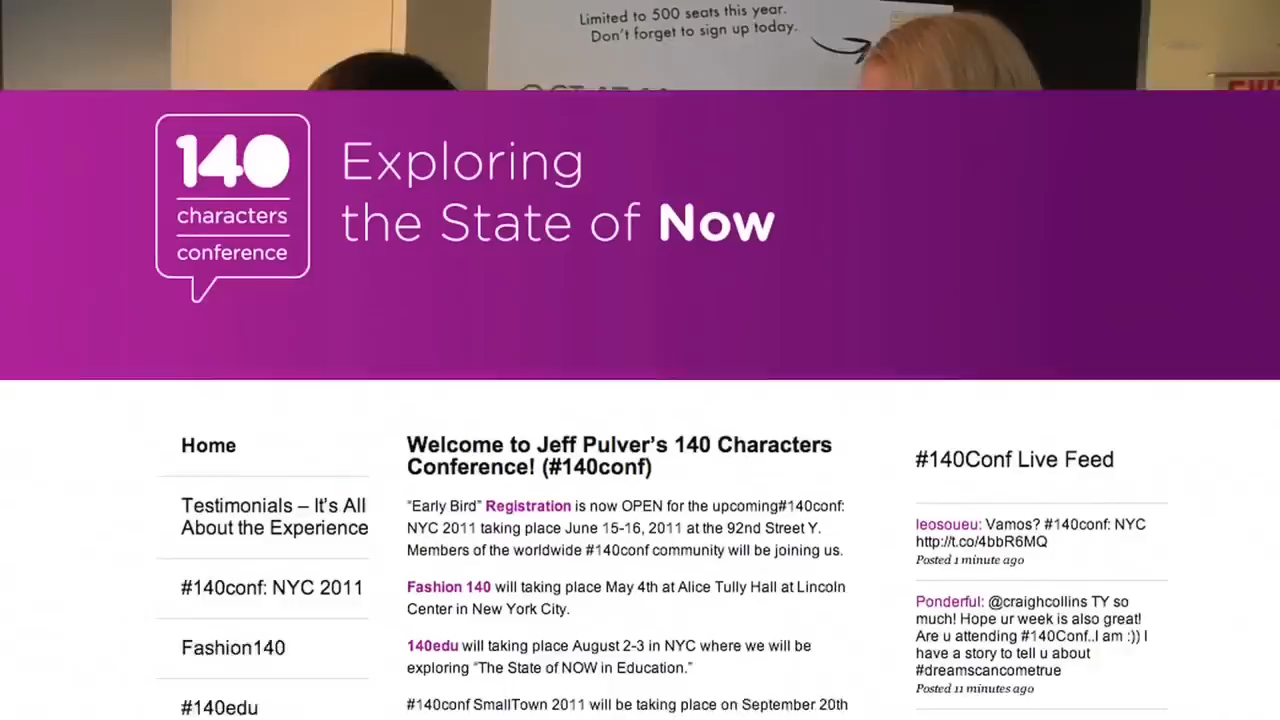 Limited to 500 seats this year.
Don't forget to sign up today.
140
characters
conference
Exploring
the State of Now
Home
Testimonials – It's All
About the Experience
#140conf: NYC 2011
Fashion140
#140edu
Welcome to Jeff Pulver's 140 Characters
Conference! (#140conf)
“Early Bird” Registration is now OPEN for the upcoming#140conf:
NYC 2011 taking place June 15-16, 2011 at the 92nd Street Y.
Members of the worldwide #140conf community will be joining us.
Fashion 140 will taking place May 4th at Alice Tully Hall at Lincoln
Center in New York City.
140edu will taking place August 2-3 in NYC where we will be
exploring “The State of NOW in Education.”
#140conf SmallTown 2011 will be taking place on September 20th
#140Conf Live Feed
leosoueu: Vamos? #140conf: NYC
http://t.co/4bbR6MQ
Posted 1 minute ago
Ponderful: @craighcollins TY so
much! Hope ur week is also great!
Are u attending #140Conf..I am :)) I
have a story to tell u about
#dreamscancometrue
Posted 11 minutes ago